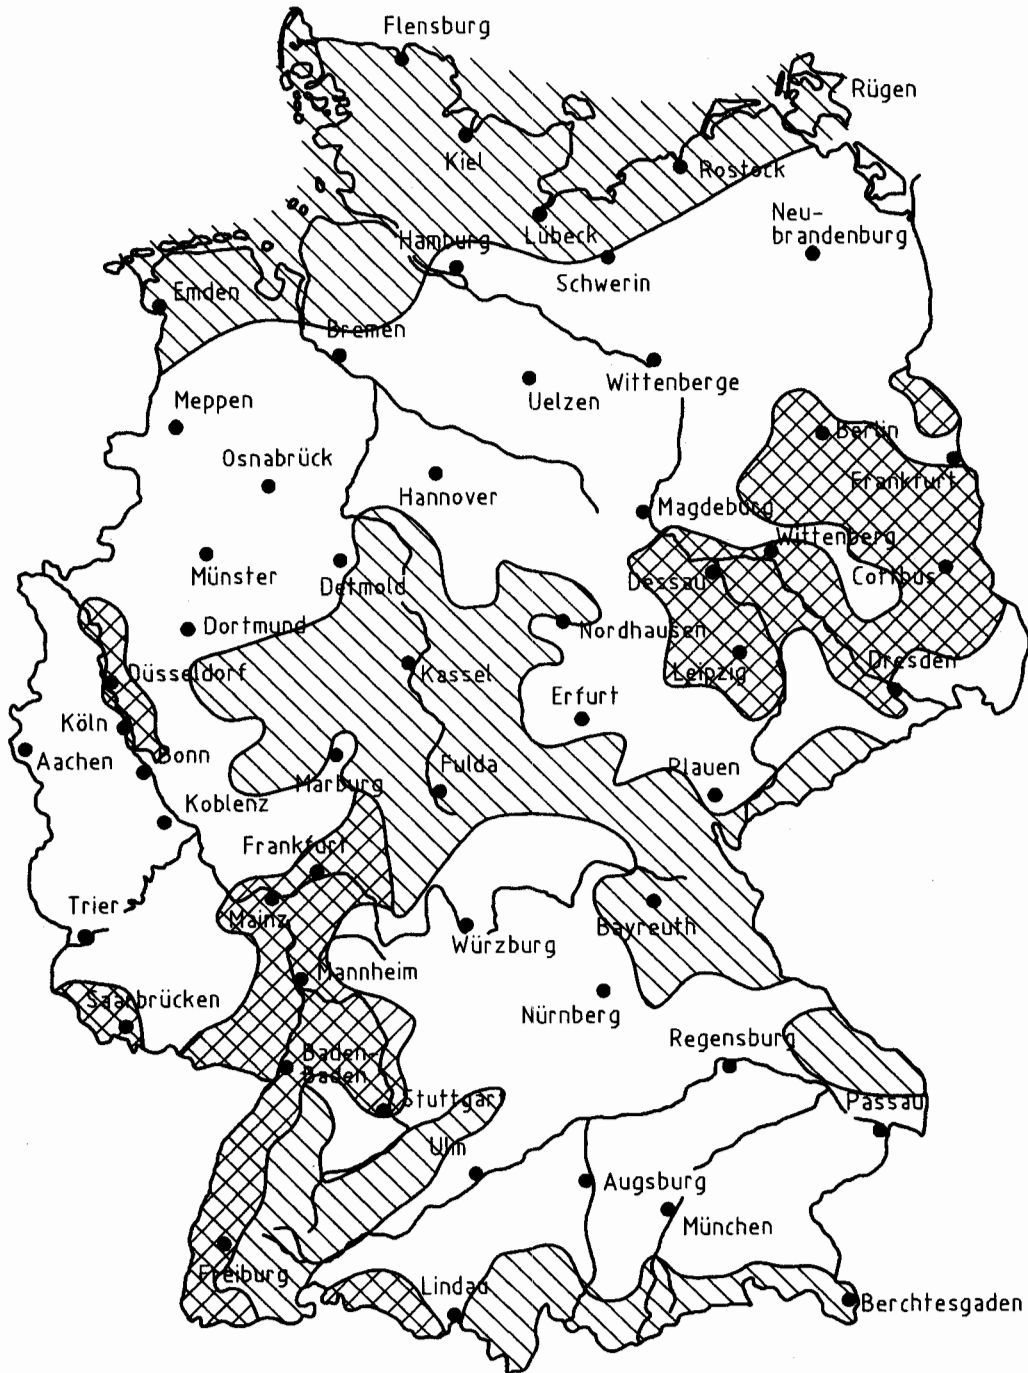 Flensburg
Rügen
Kiel
Rostock
Neu-
brandenburg
Lübeck
Hamburg
Schwerin
Emden
Bremen
Wittenberge
Uelzen
Meppen
Berlin
Osnabrück
Hannover
Frankfurt
Magdeburg
Wittenberg
Münster
Detmold
Dessau
Cottbus
Dortmund
Nordhausen
Düsseldorf
Kassel
Leipzig
Dresden
Erfurt
Köln
Aachen
Bonn
Marburg
Fulda
Plauen
Koblenz
Frankfurt
Trier
Mainz
Würzburg
Bayreuth
Mannheim
Saarbrücken
Nürnberg
Regensburg
Baden-
Baden
Stuttgart
Passau
Ulm
Augsburg
München
Freiburg
Lindau
Berchtesgaden